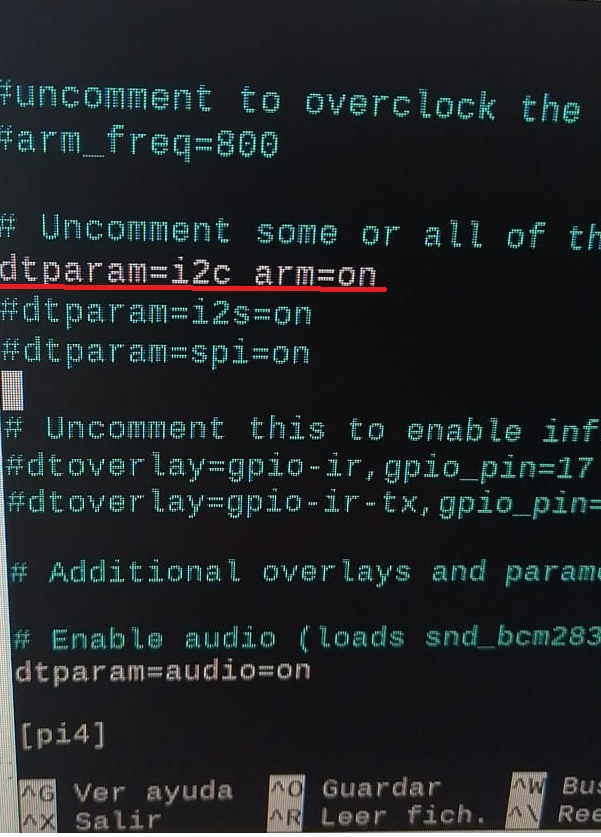 #uncomment to overclock the
#arm_freq=800
# Uncomment some or all of th
dtparam=i2c arm=on
#dtparam=i2s=on
#dtparam=spi=on
# Uncomment this to enable inf
#dtoverlay=gpio-ir,gpio_pin=17
#dtoverlay=gpio-ir-tx,gpio_pin=
# Additional overlays and parame
# Enable audio (loads snd_bcm283
dtparam=audio=on
[pi4]
^G Ver ayuda ^O Guardar ^W Bus
^X Salir ^R Leer fich. ^\ Ree